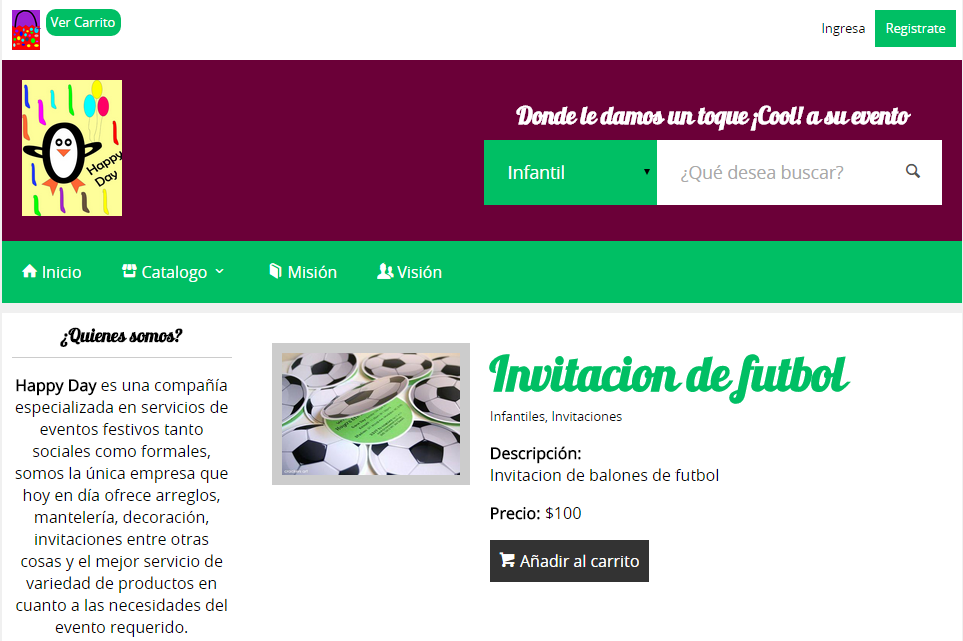 Ver Carrito
Ingresa
Registrate
Happy
Day
Donde le damos un toque ¡Cool! a su evento
Infantil
¿Qué desea buscar?
Inicio
Catalogo
Misión
Visión
¿Quienes somos?
Happy Day es una compañía
especializada en servicios de
eventos festivos tanto
sociales como formales,
somos la única empresa que
hoy en día ofrece arreglos,
mantelería, decoración,
invitaciones entre otras
cosas y el mejor servicio de
variedad de productos en
cuanto a las necesidades del
evento requerido.
Invitacion de futbol
Infantiles, Invitaciones
Descripción:
Invitacion de balones de futbol
Precio: $100
Añadir al carrito